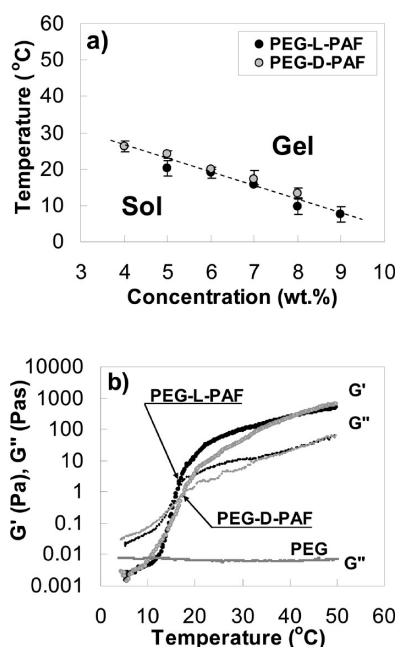 a)
PEG-L-PAF
PEG-D-PAF
Temperature (°C)
60
50
40
30
20
10
0
Gel
Sol
3 4 5 6 7 8 9 10
Concentration (wt.%)
b)
G' (Pa), G" (Pas)
10000
1000
100
10
1
0.1
0.01
0.001
PEG-L-PAF
G'
G"
PEG-D-PAF
PEG
G"
0 10 20 30 40 50 60
Temperature (°C)